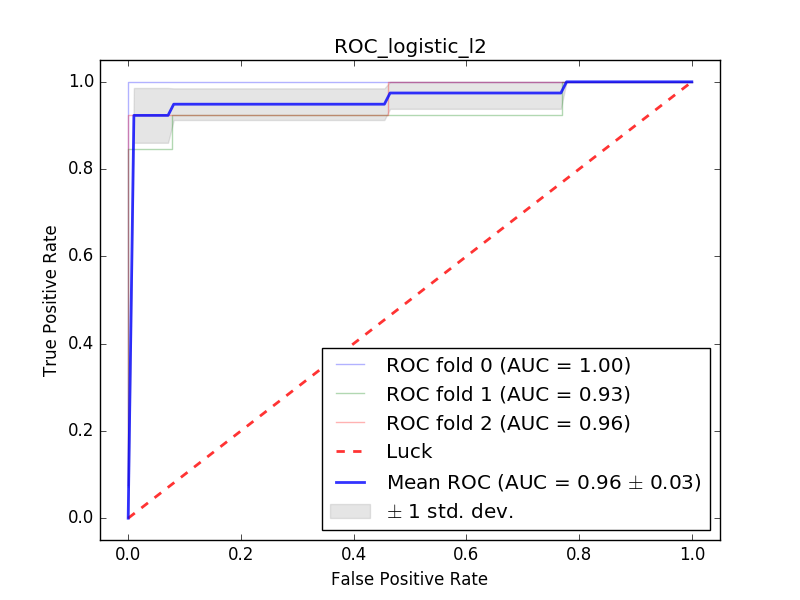 ROC_logistic_l2
True Positive Rate
1.0
0.8
0.6
0.4
0.2
0.0
ROC fold 0 (AUC = 1.00)
ROC fold 1 (AUC = 0.93)
ROC fold 2 (AUC = 0.96)
Luck
Mean ROC (AUC = 0.96 ± 0.03)
± 1 std. dev.
0.0 0.2 0.4 0.6 0.8 1.0
False Positive Rate